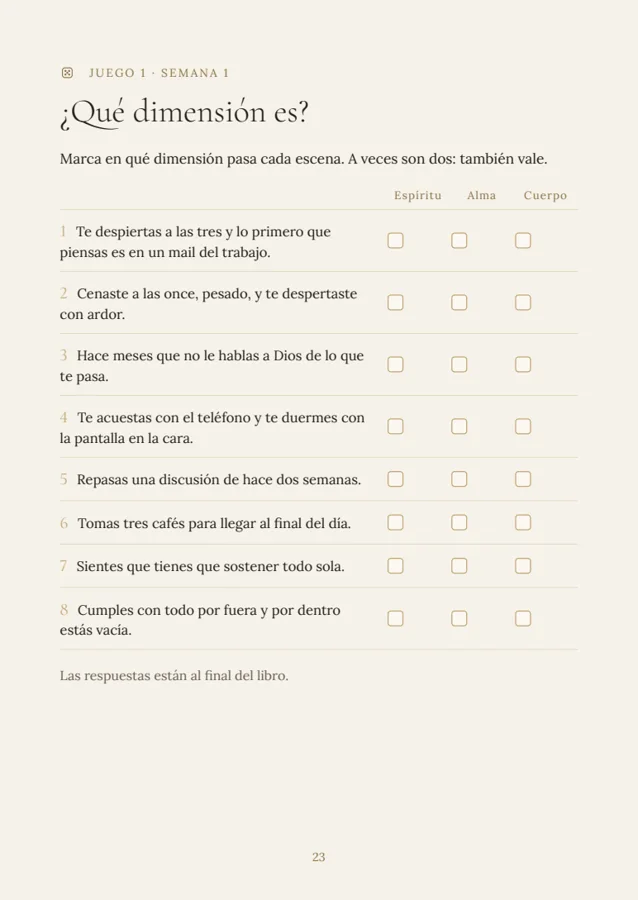 JUEGO 1 · SEMANA 1
¿Qué dimensión es?
Marca en qué dimensión pasa cada escena. A veces son dos: también vale.
Espíritu Alma Cuerpo
1 Te despiertas a las tres y lo primero que
piensas es en un mail del trabajo.
2 Cenaste a las once, pesado, y te despertaste
con ardor.
3 Hace meses que no le hablas a Dios de lo que
te pasa.
4 Te acuestas con el teléfono y te duermes con
la pantalla en la cara.
5 Repasas una discusión de hace dos semanas.
6 Tomas tres cafés para llegar al final del día.
7 Sientes que tienes que sostener todo sola.
8 Cumples con todo por fuera y por dentro
estás vacía.
Las respuestas están al final del libro.
23